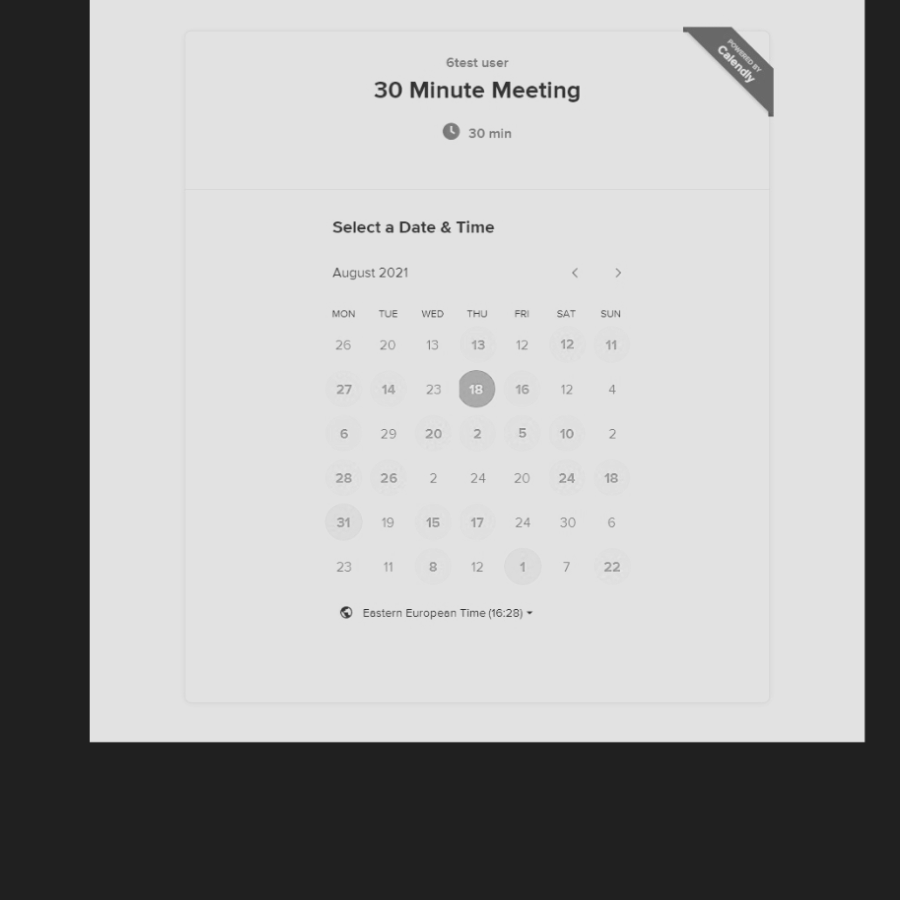 POWERED BY
Calendly
6test user
30 Minute Meeting
30 min
Select a Date & Time
August 2021
MON TUE WED THU FRI SAT SUN
26 20 13 13 12 12 11
27 14 23 18 16 12 4
6 29 20 2 5 10 2
28 26 2 24 20 24 18
31 19 15 17 24 30 6
23 11 8 12 1 7 22
Eastern European Time (16:28)